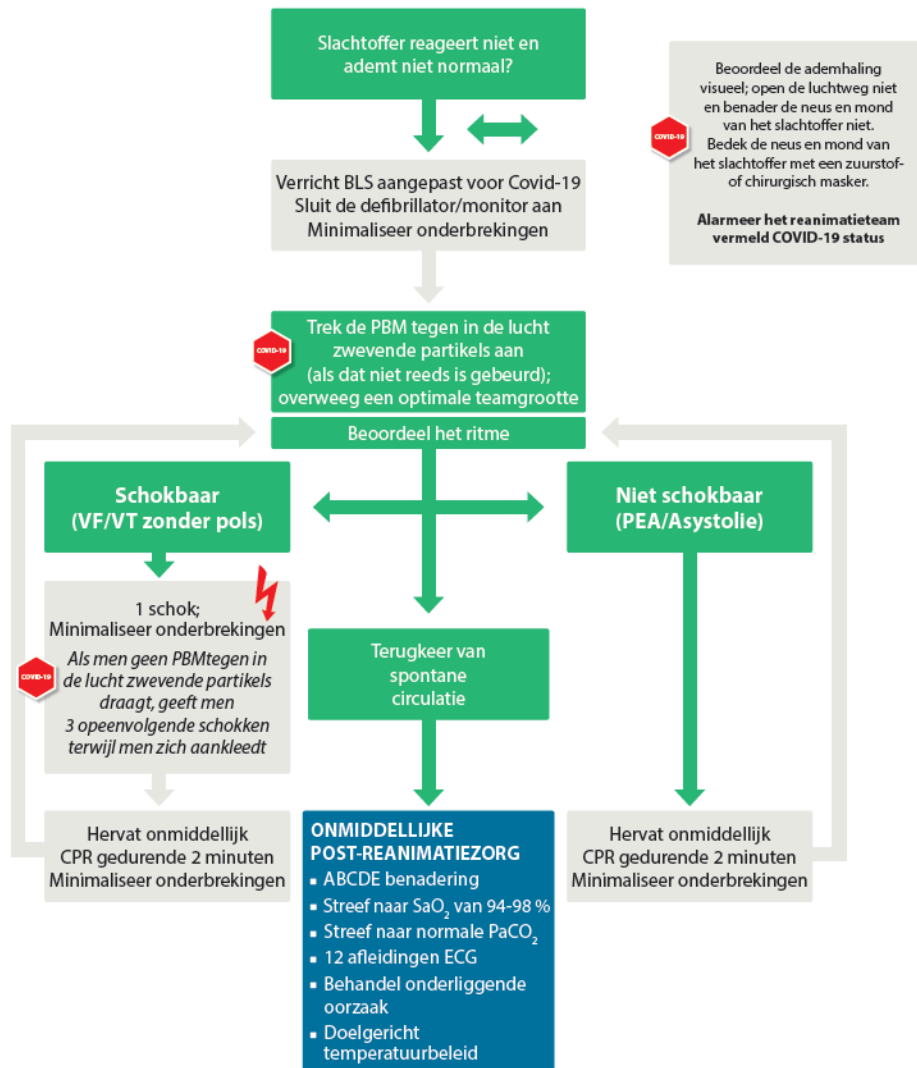 Slachtoffer reageert niet en
ademt niet normaal?
COVID-19
Beoordeel de ademhaling
visueel; open de luchtweg niet
en benader de neus en mond
van het slachtoffer niet.
Bedek de neus en mond van
het slachtoffer met een zuurstof-
of chirurgisch masker.
Alarmeer het reanimatieteam
vermeld COVID-19 status
Verricht BLS aangepast voor Covid-19
Sluit de defibrillator/monitor aan
Minimaliseer onderbrekingen
COVID-19
Trek de PBM tegen in de lucht
zwevende partikels aan
(als dat niet reeds is gebeurd);
overweeg een optimale teamgrootte
Beoordeel het ritme
Schokbaar
(VF/VT zonder pols)
Niet schokbaar
(PEA/Asystolie)
1 schok;
Minimaliseer onderbrekingen
COVID-19
Als men geen PBMtegen in
de lucht zwevende partikels
draagt, geeft men
3 opeenvolgende schokken
terwijl men zich aankleedt
Terugkeer van
spontane
circulatie
Hervat onmiddellijk
CPR gedurende 2 minuten
Minimaliseer onderbrekingen
ONMIDDELLIJKE
POST-REANIMATIEZORG
▪ ABCDE benadering
▪ Streef naar SaO₂ van 94-98 %
▪ Streef naar normale PaCO₂
▪ 12 afleidingen ECG
▪ Behandel onderliggende
oorzaak
▪ Doelgericht
temperatuurbeleid
Hervat onmiddellijk
CPR gedurende 2 minuten
Minimaliseer onderbrekingen